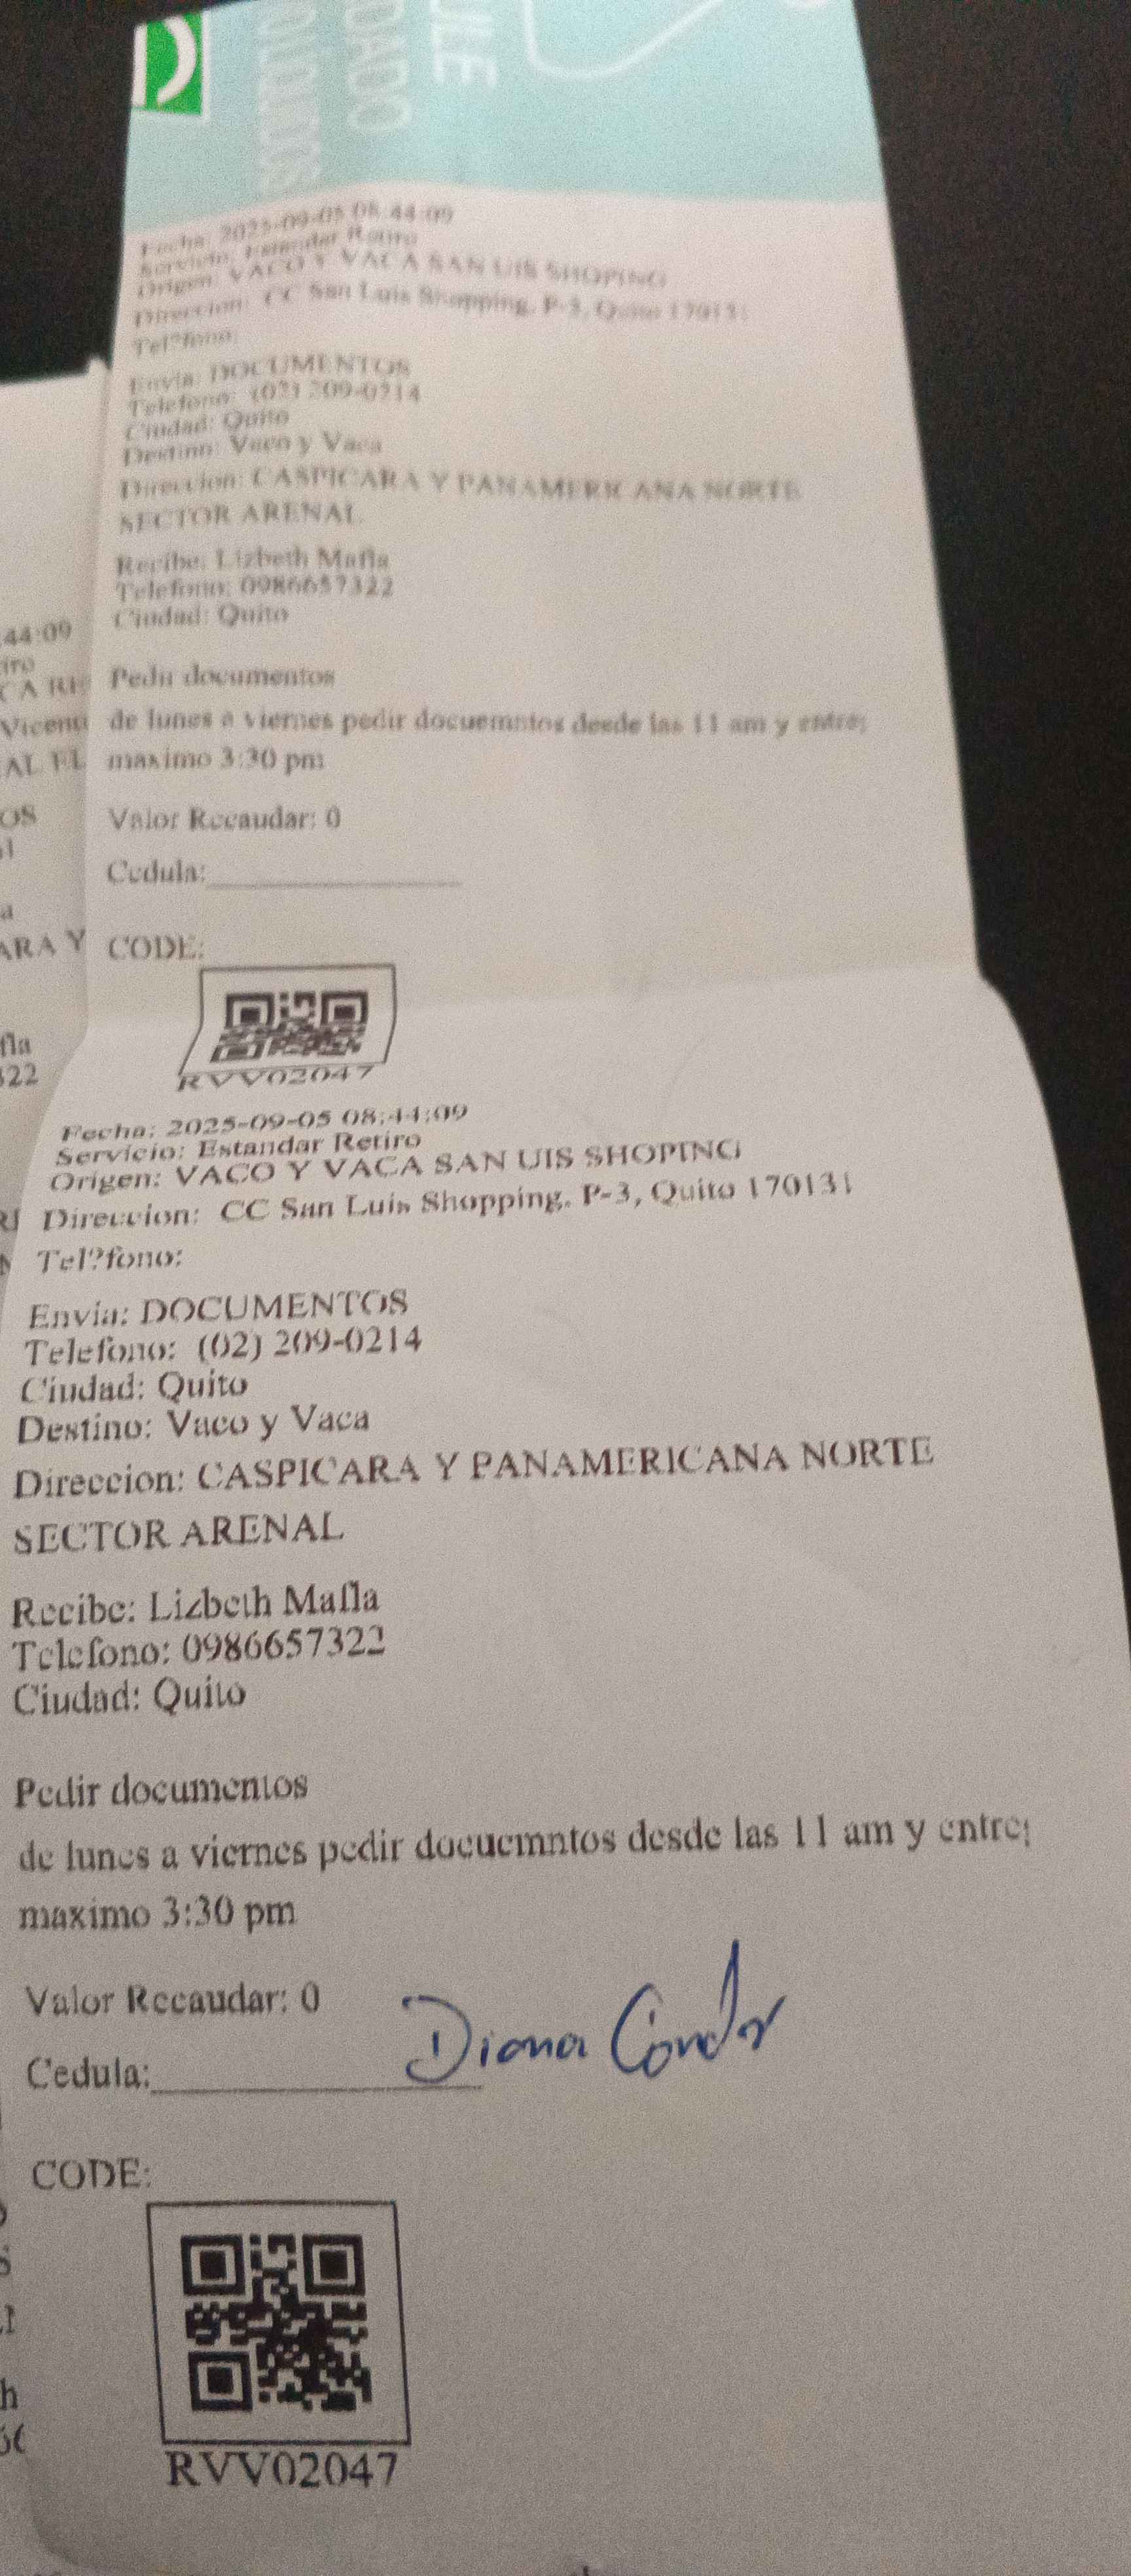 DADO
Fecha: 2025-09-05 08:44:09
Servicio: Estandar Retiro
Origen: VACO Y VACA SAN UIS SHOPING
Direccion: CC San Luis Shopping. P-3, Quito 170131
Tel?fono:
Envia: DOCUMENTOS
Telefono: (02) 209-0214
Ciudad: Quito
Destino: Vaco y Vaca
Direccion: CASPICARA Y PANAMERICANA NORTE
SECTOR ARENAL
Recibe: Lizbeth Mafla
Telefono: 0986657322
Ciudad: Quito
Pedir documentos
de lunes a viernes pedir docuemntos desde las 11 am y entre
maximo 3:30 pm
Valor Recaudar: 0
Cedula:
CODE:
RVV02047
Fecha: 2025-09-05 08:44:09
Servicio: Estandar Retiro
Origen: VACO Y VACA SAN UIS SHOPING
Direccion: CC San Luis Shopping. P-3, Quito 170131
Tel?fono:
Envia: DOCUMENTOS
Telefono: (02) 209-0214
Ciudad: Quito
Destino: Vaco y Vaca
Direccion: CASPICARA Y PANAMERICANA NORTE
SECTOR ARENAL
Recibe: Lizbeth Mafla
Telefono: 0986657322
Ciudad: Quito
Pedir documentos
de lunes a viernes pedir docuemntos desde las 11 am y entre
maximo 3:30 pm
Valor Recaudar: 0
Cedula: Diana Condor
CODE:
RVV02047